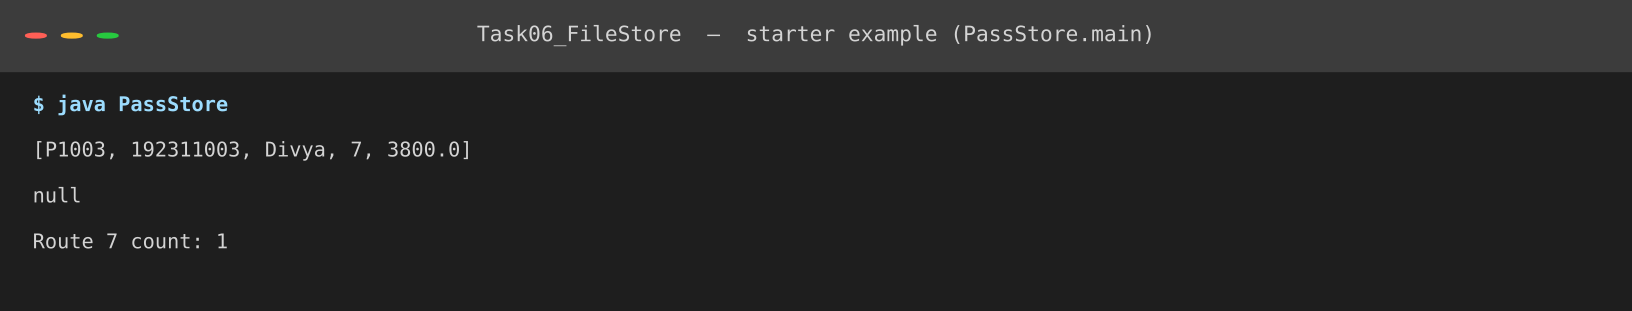 Task06_FileStore — starter example (PassStore.main)
$ java PassStore
[P1003, 192311003, Divya, 7, 3800.0]
null
Route 7 count: 1